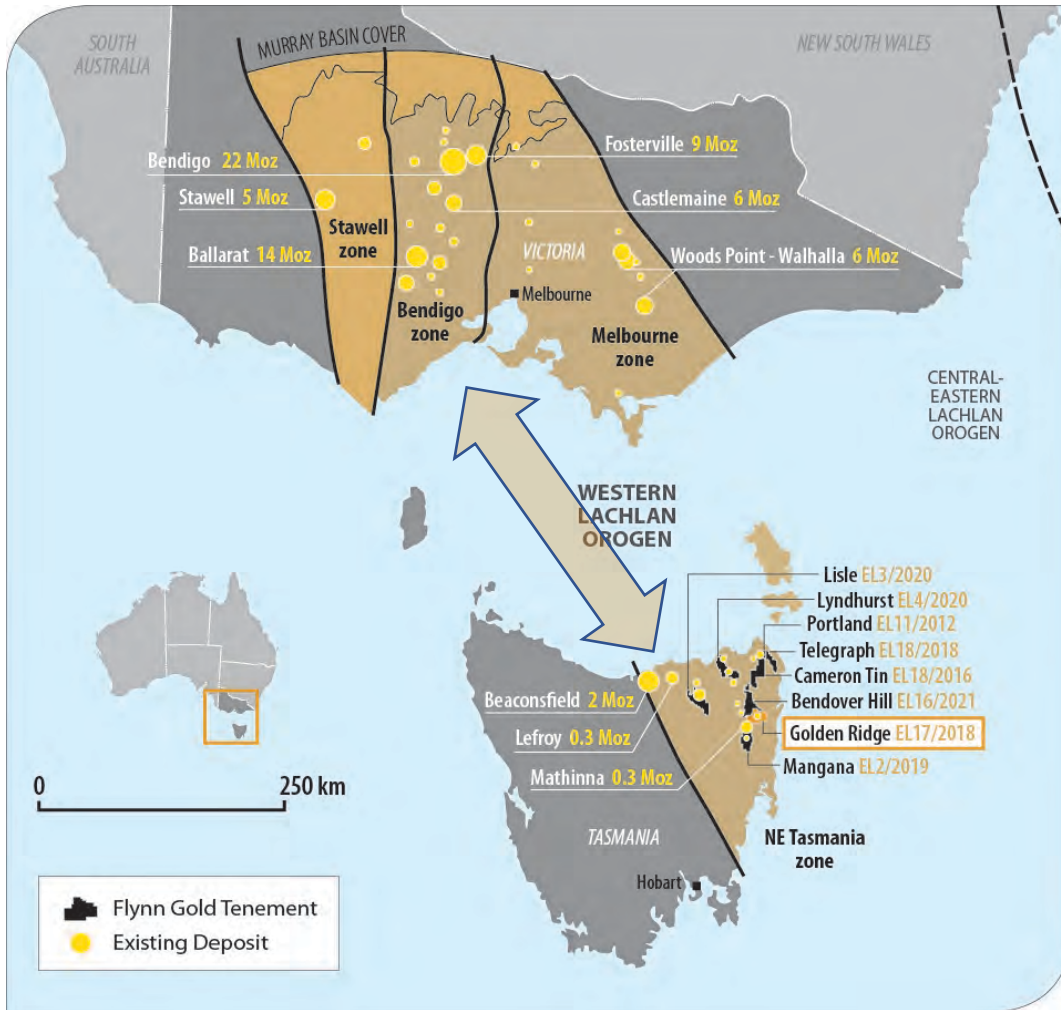 SOUTH
AUSTRALIA
MURRAY BASIN COVER
NEW SOUTH WALES
Bendigo 22 Moz
Fosterville 9 Moz
Stawell 5 Moz
Castlemaine 6 Moz
Stawell
zone
VICTORIA
Ballarat 14 Moz
Woods Point - Walhalla 6 Moz
Melbourne
Bendigo
zone
Melbourne
zone
CENTRAL-
EASTERN
LACHLAN
OROGEN
WESTERN
LACHLAN
OROGEN
Lisle EL3/2020
Lyndhurst EL4/2020
Portland EL11/2012
Telegraph EL18/2018
Cameron Tin EL18/2016
Bendover Hill EL16/2021
Golden Ridge EL17/2018
Mangana EL2/2019
Beaconsfield 2 Moz
Lefroy 0.3 Moz
Mathinna 0.3 Moz
0 250 km
TASMANIA
NE Tasmania
zone
Hobart
Flynn Gold Tenement
Existing Deposit